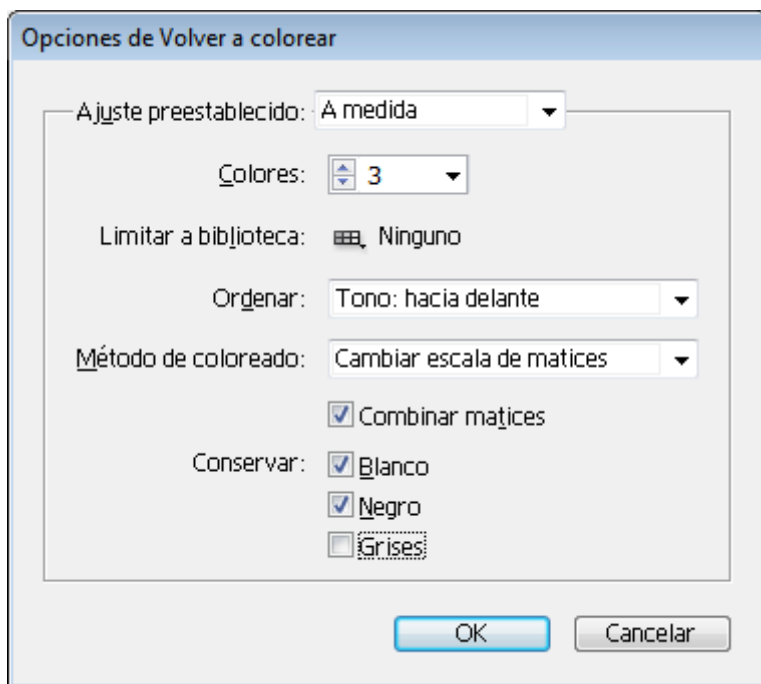 Opciones de Volver a colorear
Ajuste preestablecido: A medida
Colores: 3
Limitar a biblioteca: Ninguno
Ordenar: Tono: hacia delante
Método de coloreado: Cambiar escala de matices
Combinar matices
Conservar: Blanco
Negro
Grises
OK Cancelar